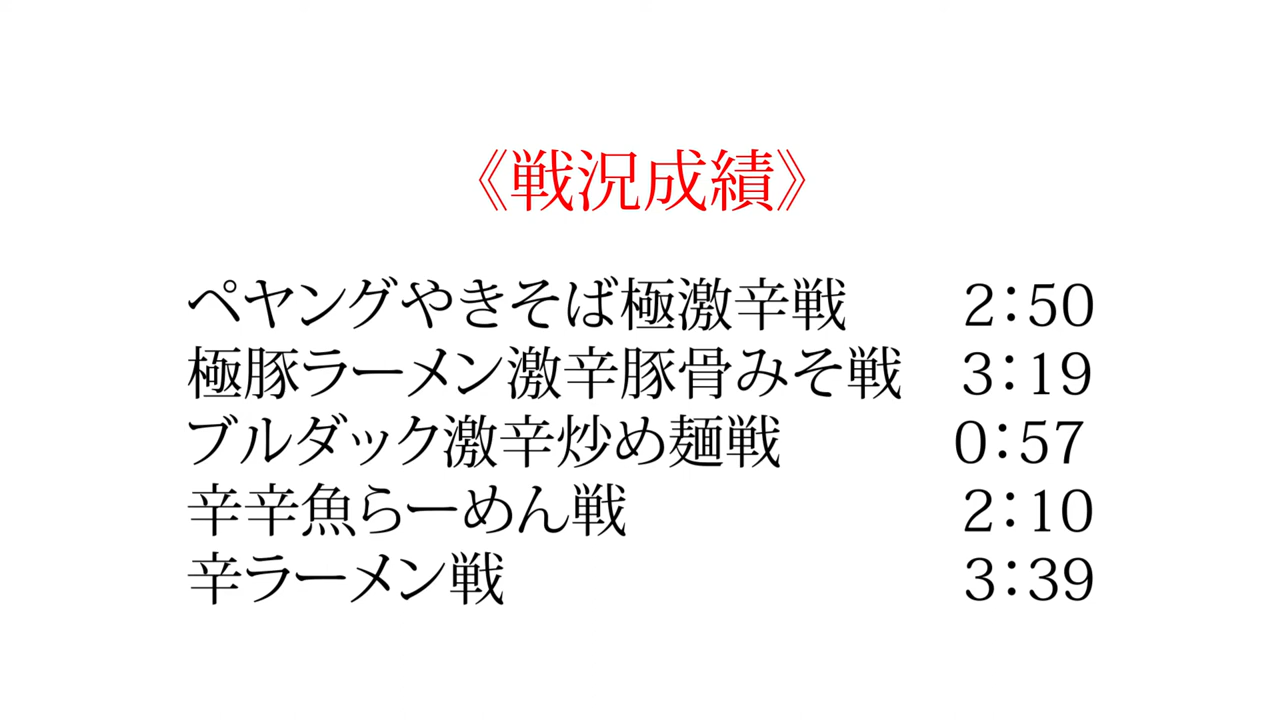 《戦況成績》
ペヤングやきそば極激辛戦 2：50
極豚ラーメン激辛豚骨みそ戦 3：19
ブルダック激辛炒め麺戦 0：57
辛辛魚らーめん戦 2：10
辛ラーメン戦 3：39